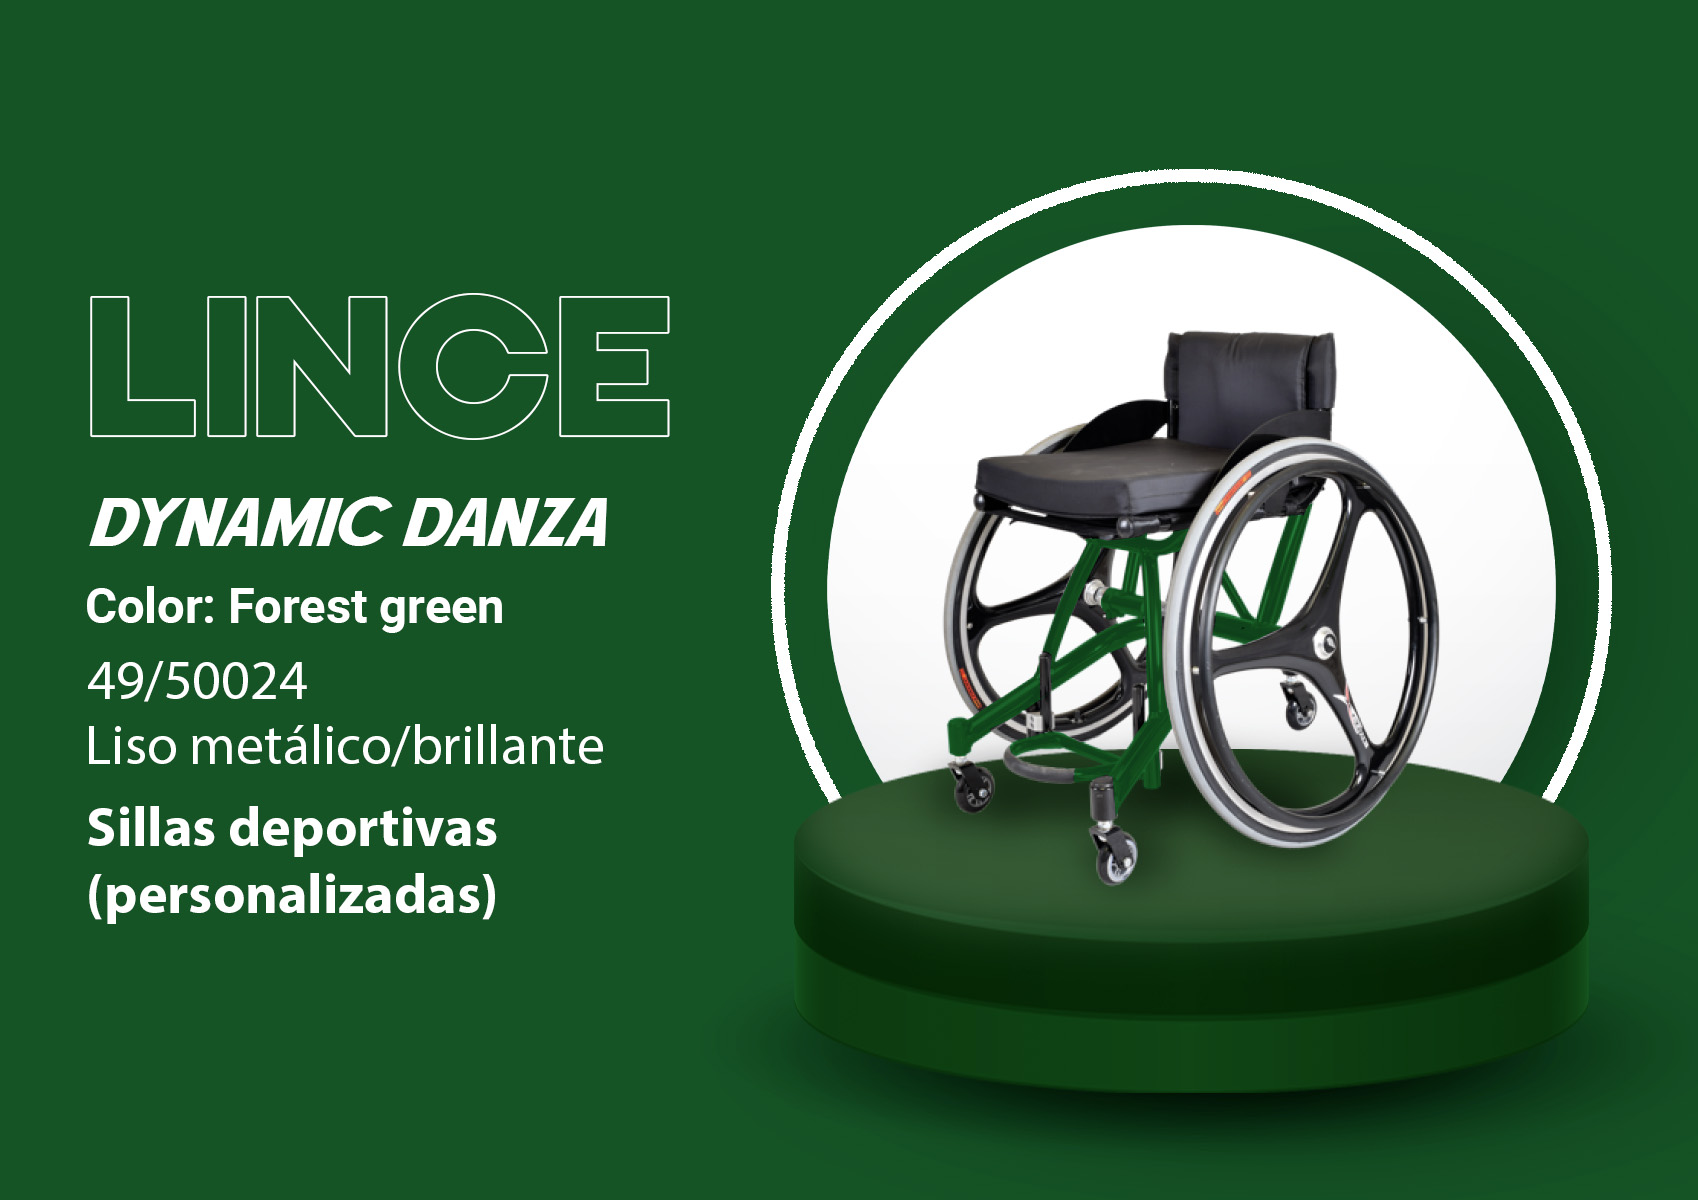 LINCE
DYNAMIC DANZA
Color: Forest green
49/50024
Liso metálico/brillante
Sillas deportivas
(personalizadas)